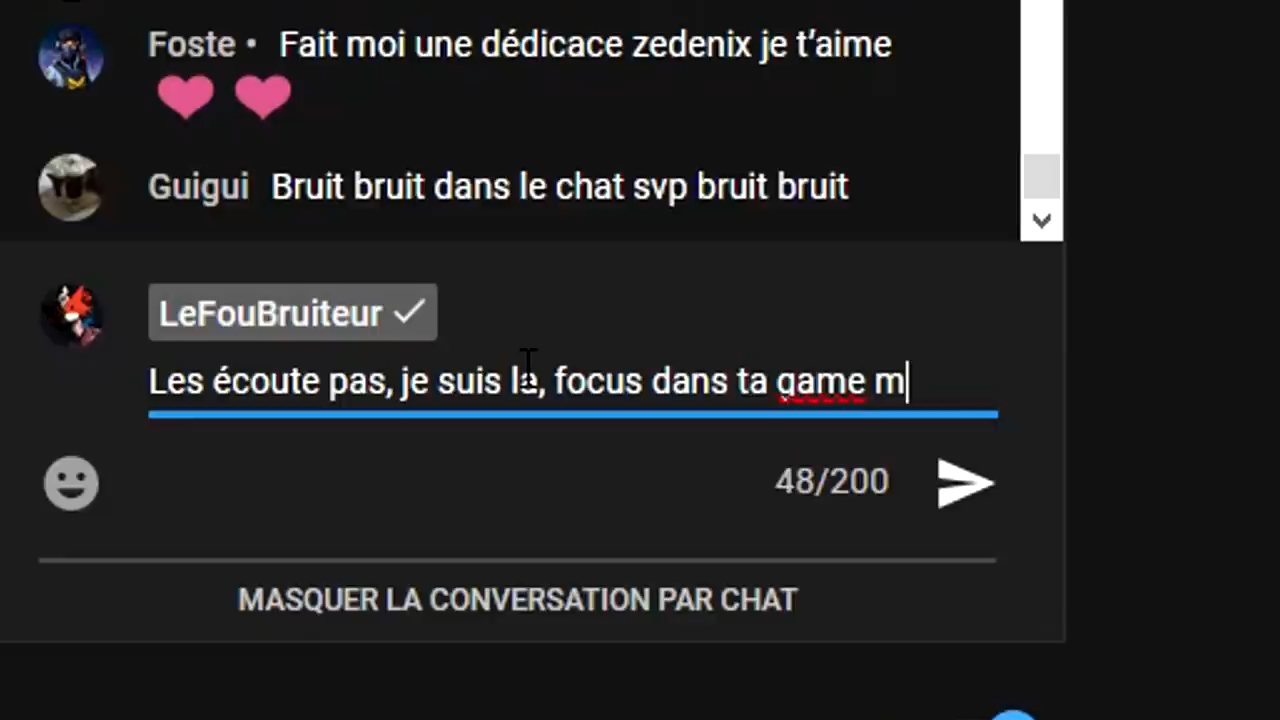 Foste • Fait moi une dédicace zedenix je t’aime
Guigui Bruit bruit dans le chat svp bruit bruit
LeFouBruiteur
Les écoute pas, je suis la, focus dans ta game m
48/200
MASQUER LA CONVERSATION PAR CHAT